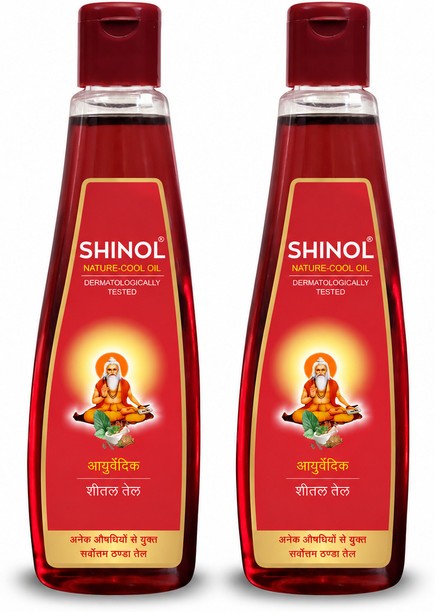 SHINOL®
NATURE-COOL OIL
DERMATOLOGICALLY
TESTED
आयुर्वेदिक
शीतल तेल
अनेक औषधियों से युक्त
सर्वोत्तम ठण्डा तेल
SHINOL®
NATURE-COOL OIL
DERMATOLOGICALLY
TESTED
आयुर्वेदिक
शीतल तेल
अनेक औषधियों से युक्त
सर्वोत्तम ठण्डा तेल